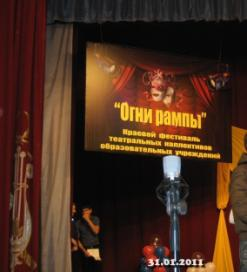 "Огни рампы"
Краевой фестиваль
театральных коллективов
образовательных учреждений
31.01.2011